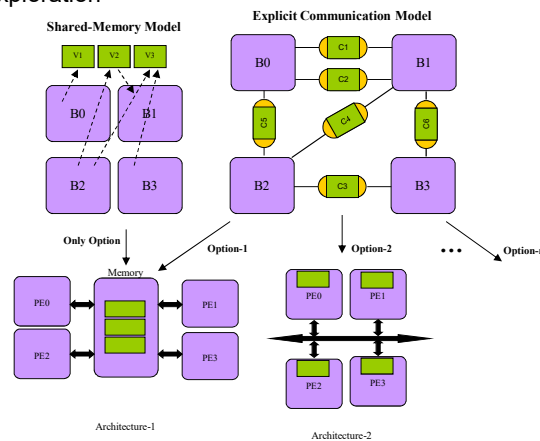 xploration
Shared-Memory Model
Explicit Communication Model
V1 V2 V3
C1
B0 B1
C2
B0 B1
C5 C4 C6
B2 B3
B2 C3 B3
Only Option
Option-1
Option-2
•••
Option-
Memory
PE0 PE1
PE0 PE1
PE2 PE3
PE2 PE3
Architecture-1
Architecture-2